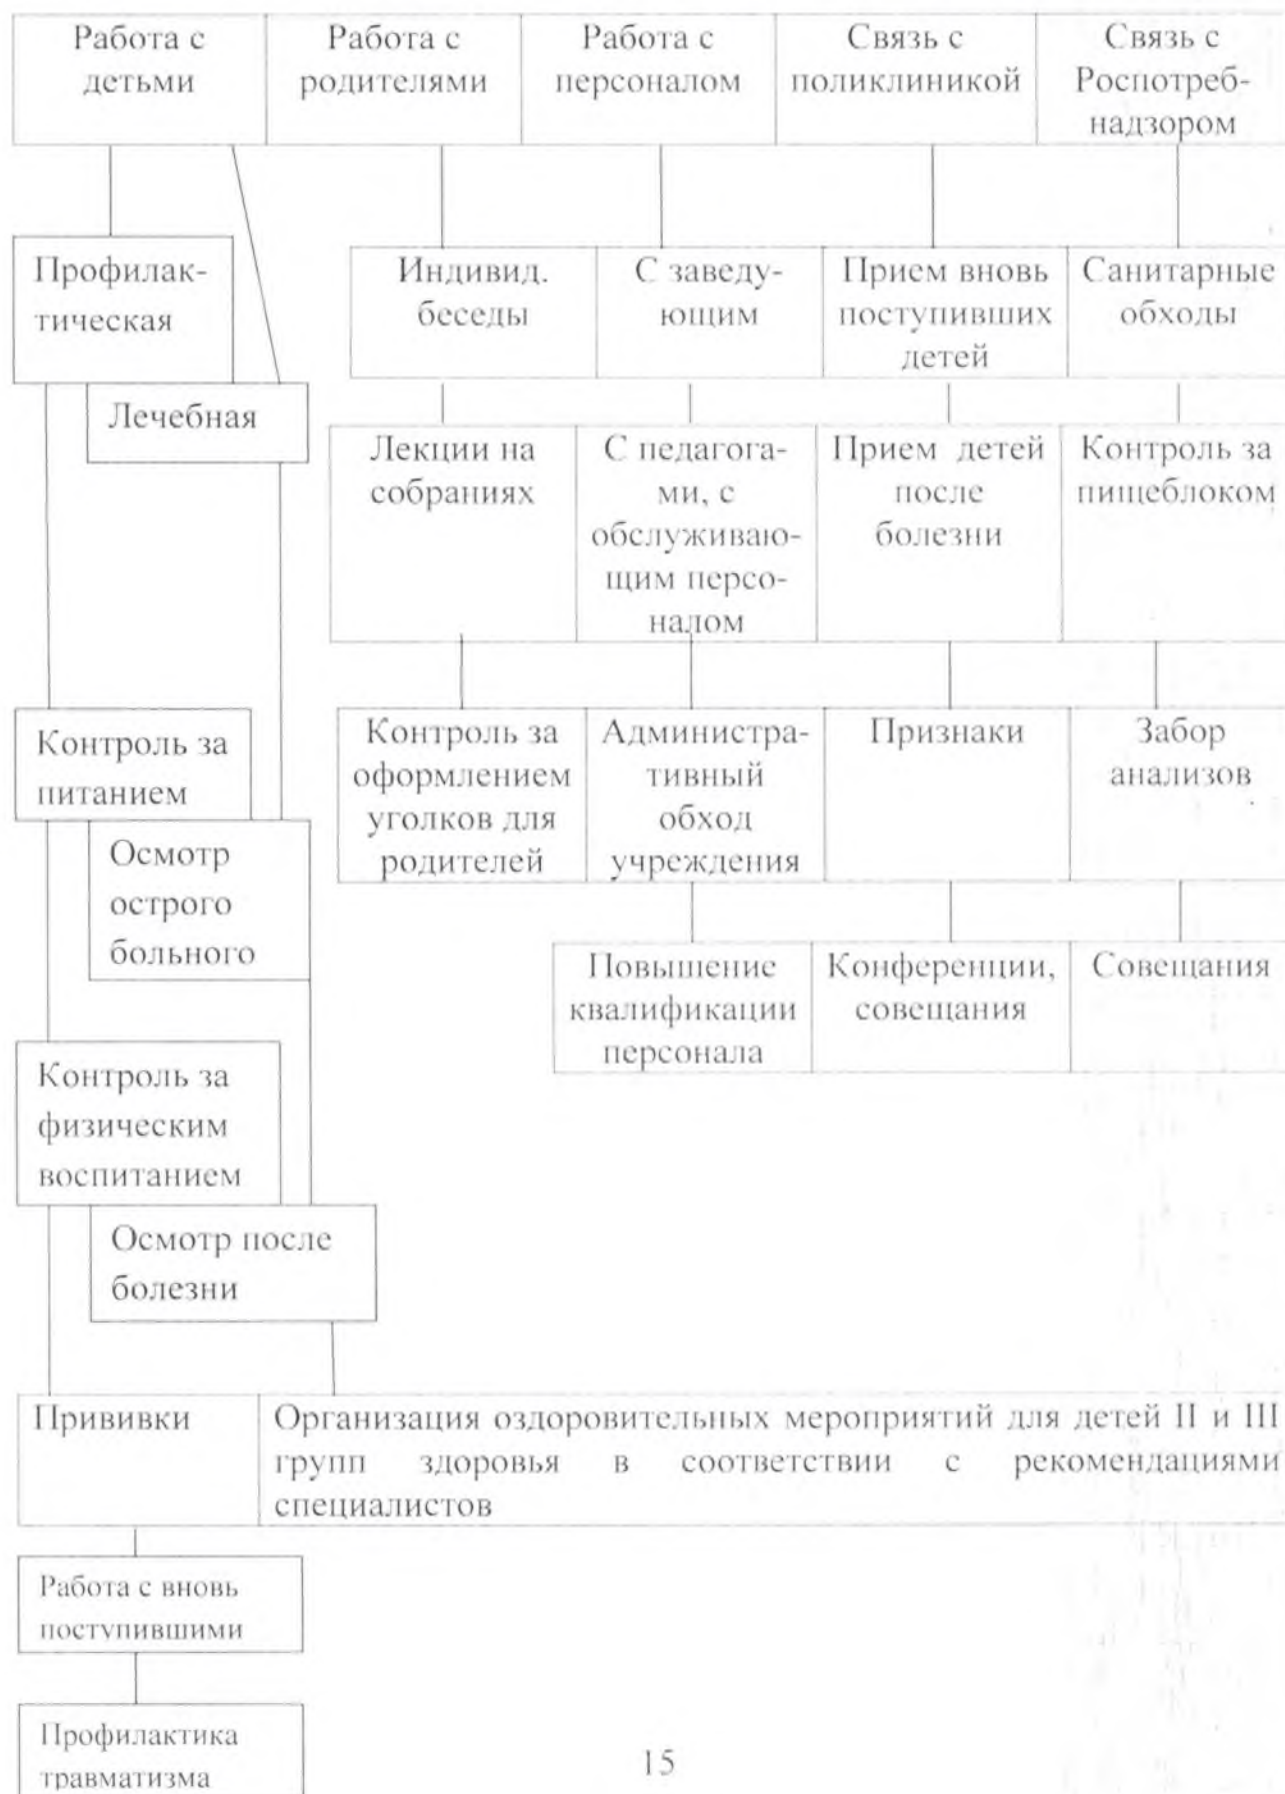 Работа с
детьми
Работа с
родителями
Работа с
персоналом
Связь с
поликлиникой
Связь с
Роспотреб-
надзором
Профилак-
тическая
Индивид.
беседы
С заведу-
ющим
Прием вновь
поступивших
детей
Санитарные
обходы
Лечебная
Лекции на
собраниях
С педагога-
ми, с
обслуживаю-
щим персо-
налом
Прием детей
после
болезни
Контроль за
пищеблоком
Контроль за
питанием
Контроль за
оформлением
уголков для
родителей
Администра-
тивный
обход
учреждения
Признаки
Забор
анализов
Осмотр
острого
больного
Повышение
квалификации
персонала
Конференции,
совещания
Совещания
Контроль за
физическим
воспитанием
Осмотр после
болезни
Прививки
Организация оздоровительных мероприятий для детей II и III
групп здоровья в соответствии с рекомендациями
специалистов
Работа с вновь
поступившими
Профилактика
травматизма
15